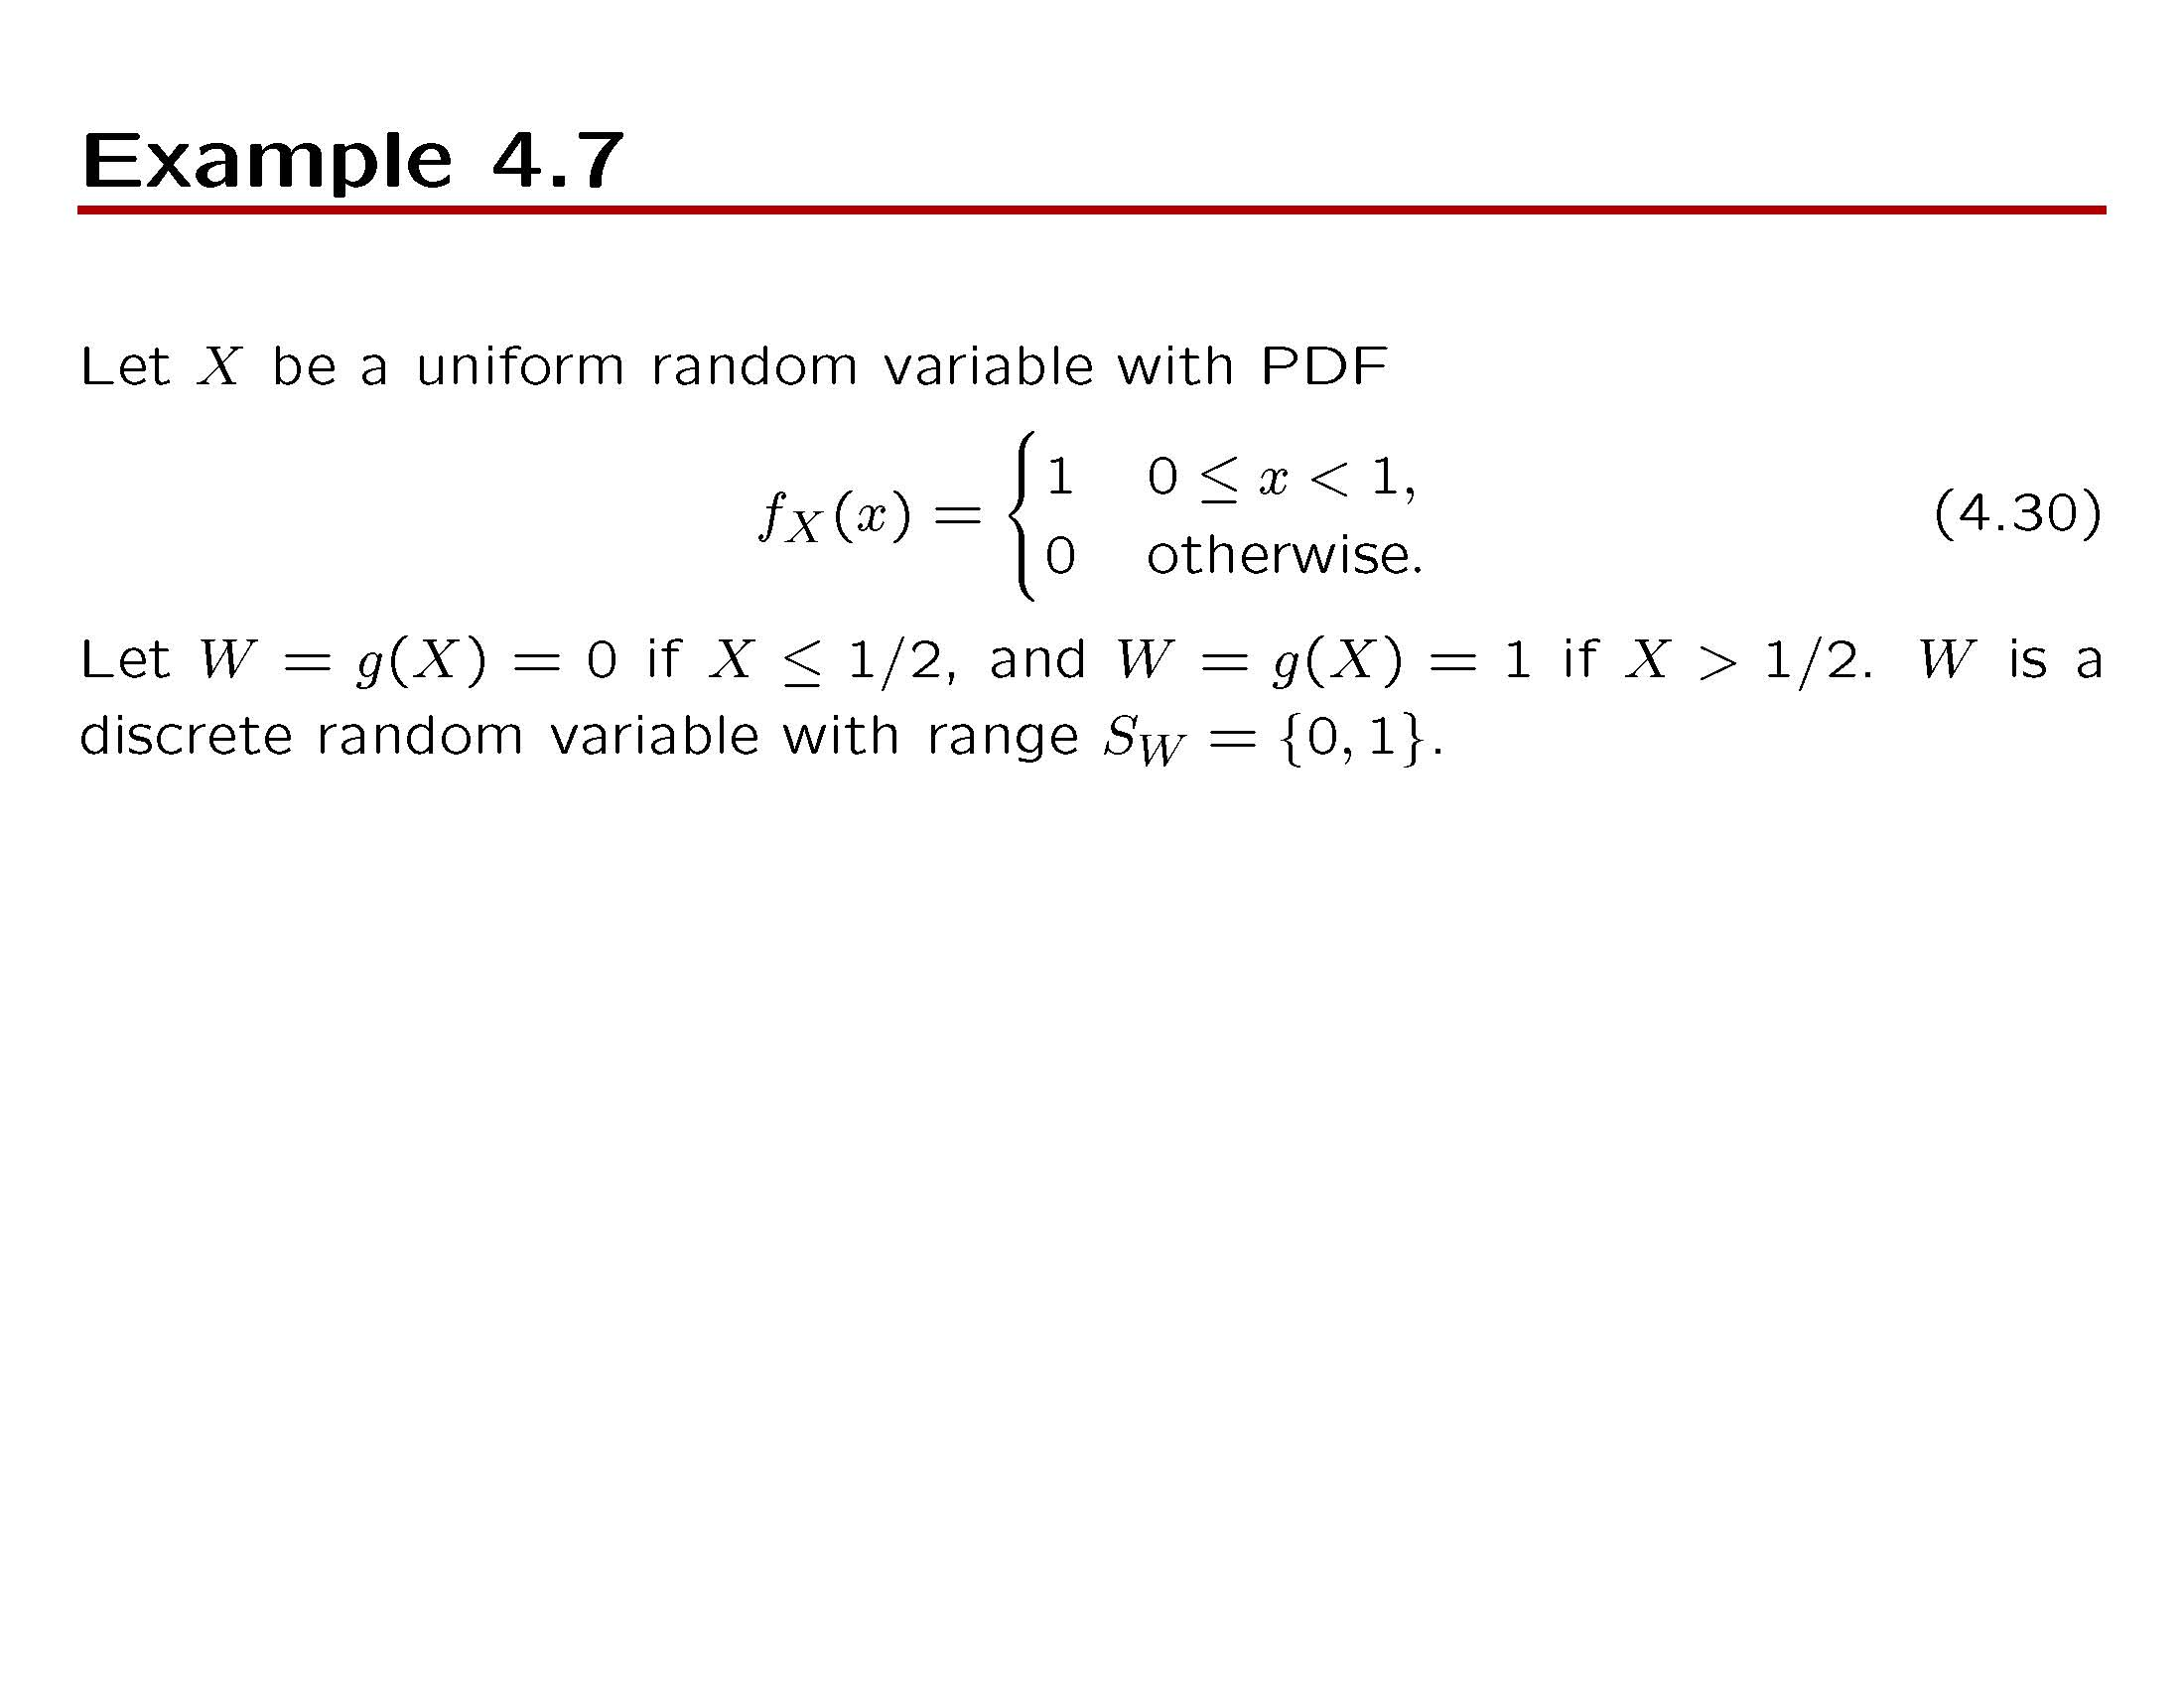 Example 4.7
Let X be a uniform random variable with PDF
f_X(x) = { 1 0 ≤ x < 1, (4.30)
0 otherwise.
Let W = g(X) = 0 if X ≤ 1/2, and W = g(X) = 1 if X > 1/2. W is a
discrete random variable with range S_W = {0, 1}.